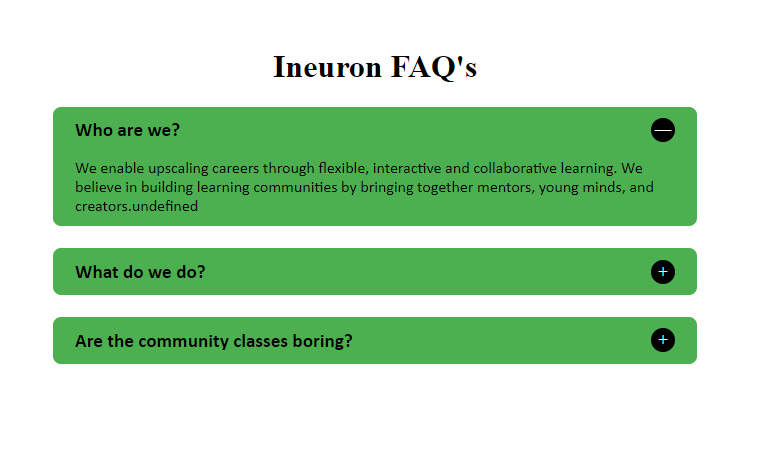 Ineuron FAQ's
Who are we?
—
We enable upscaling careers through flexible, interactive and collaborative learning. We
believe in building learning communities by bringing together mentors, young minds, and
creators.undefined
What do we do?
+
Are the community classes boring?
+